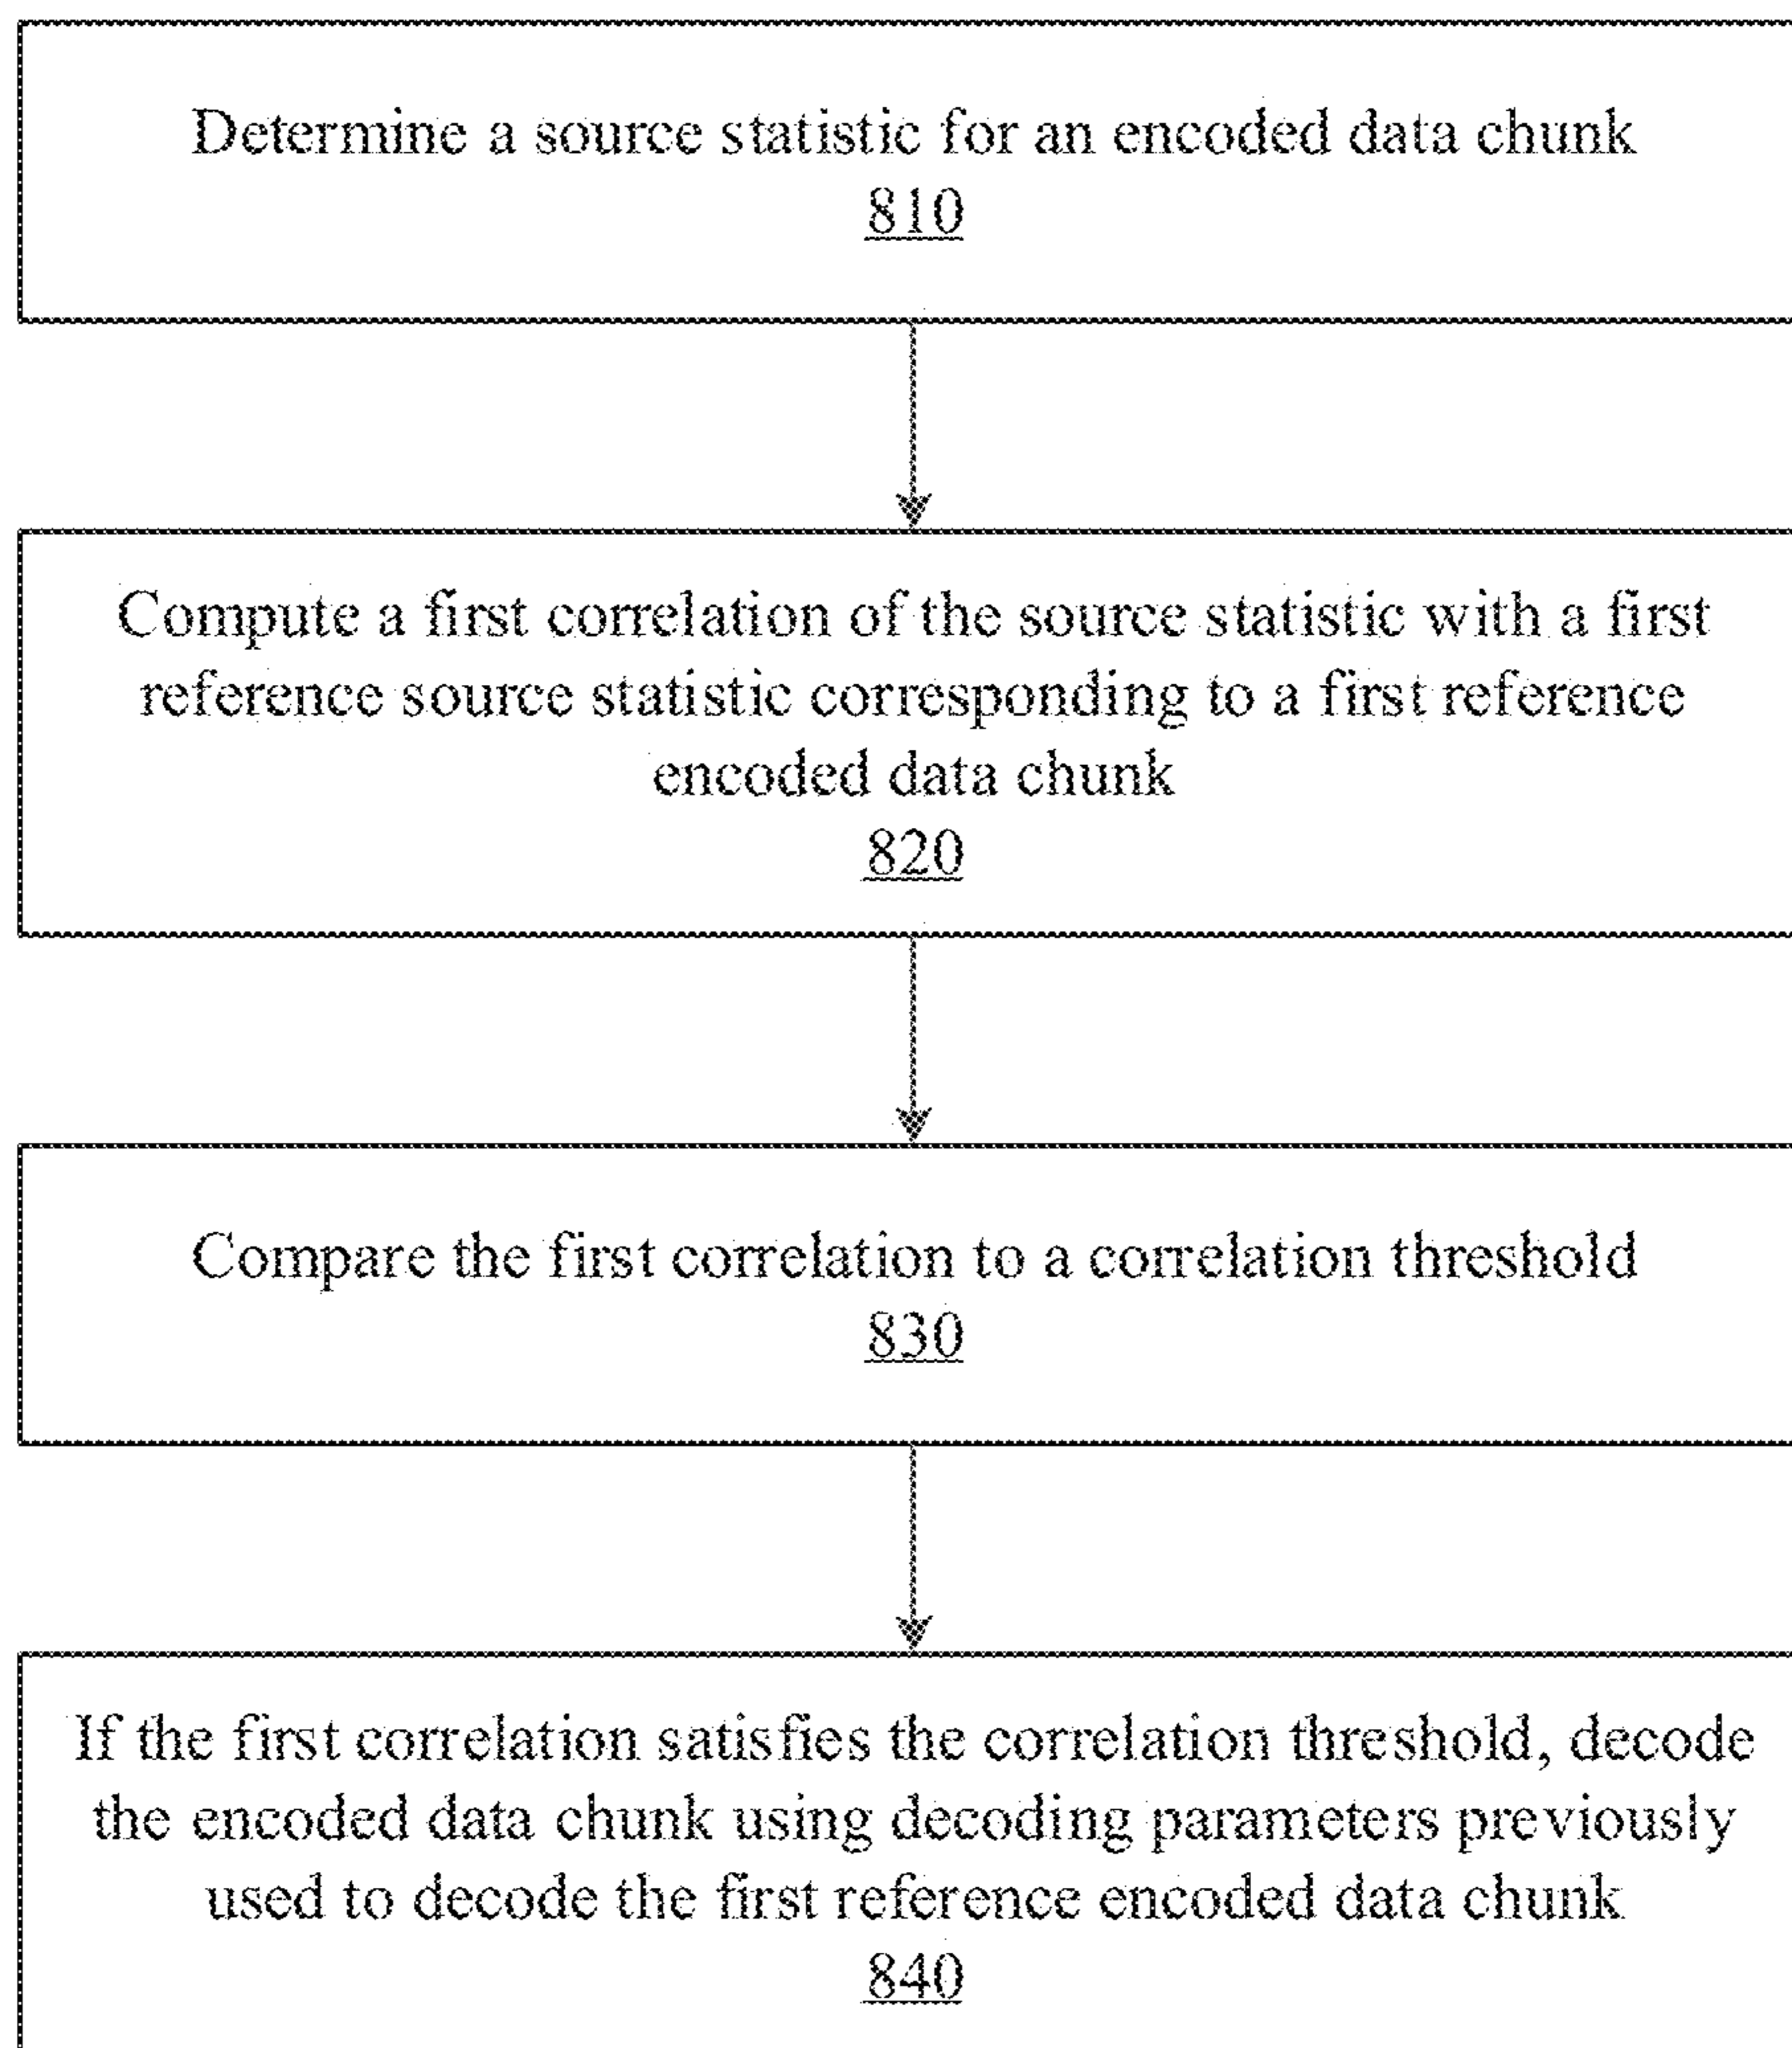 Determine a source statistic for an encoded data chunk
810
Compute a first correlation of the source statistic with a first
reference source statistic corresponding to a first reference
encoded data chunk
820
Compare the first correlation to a correlation threshold
830
If the first correlation satisfies the correlation threshold, decode
the encoded data chunk using decoding parameters previously
used to decode the first reference encoded data chunk
840